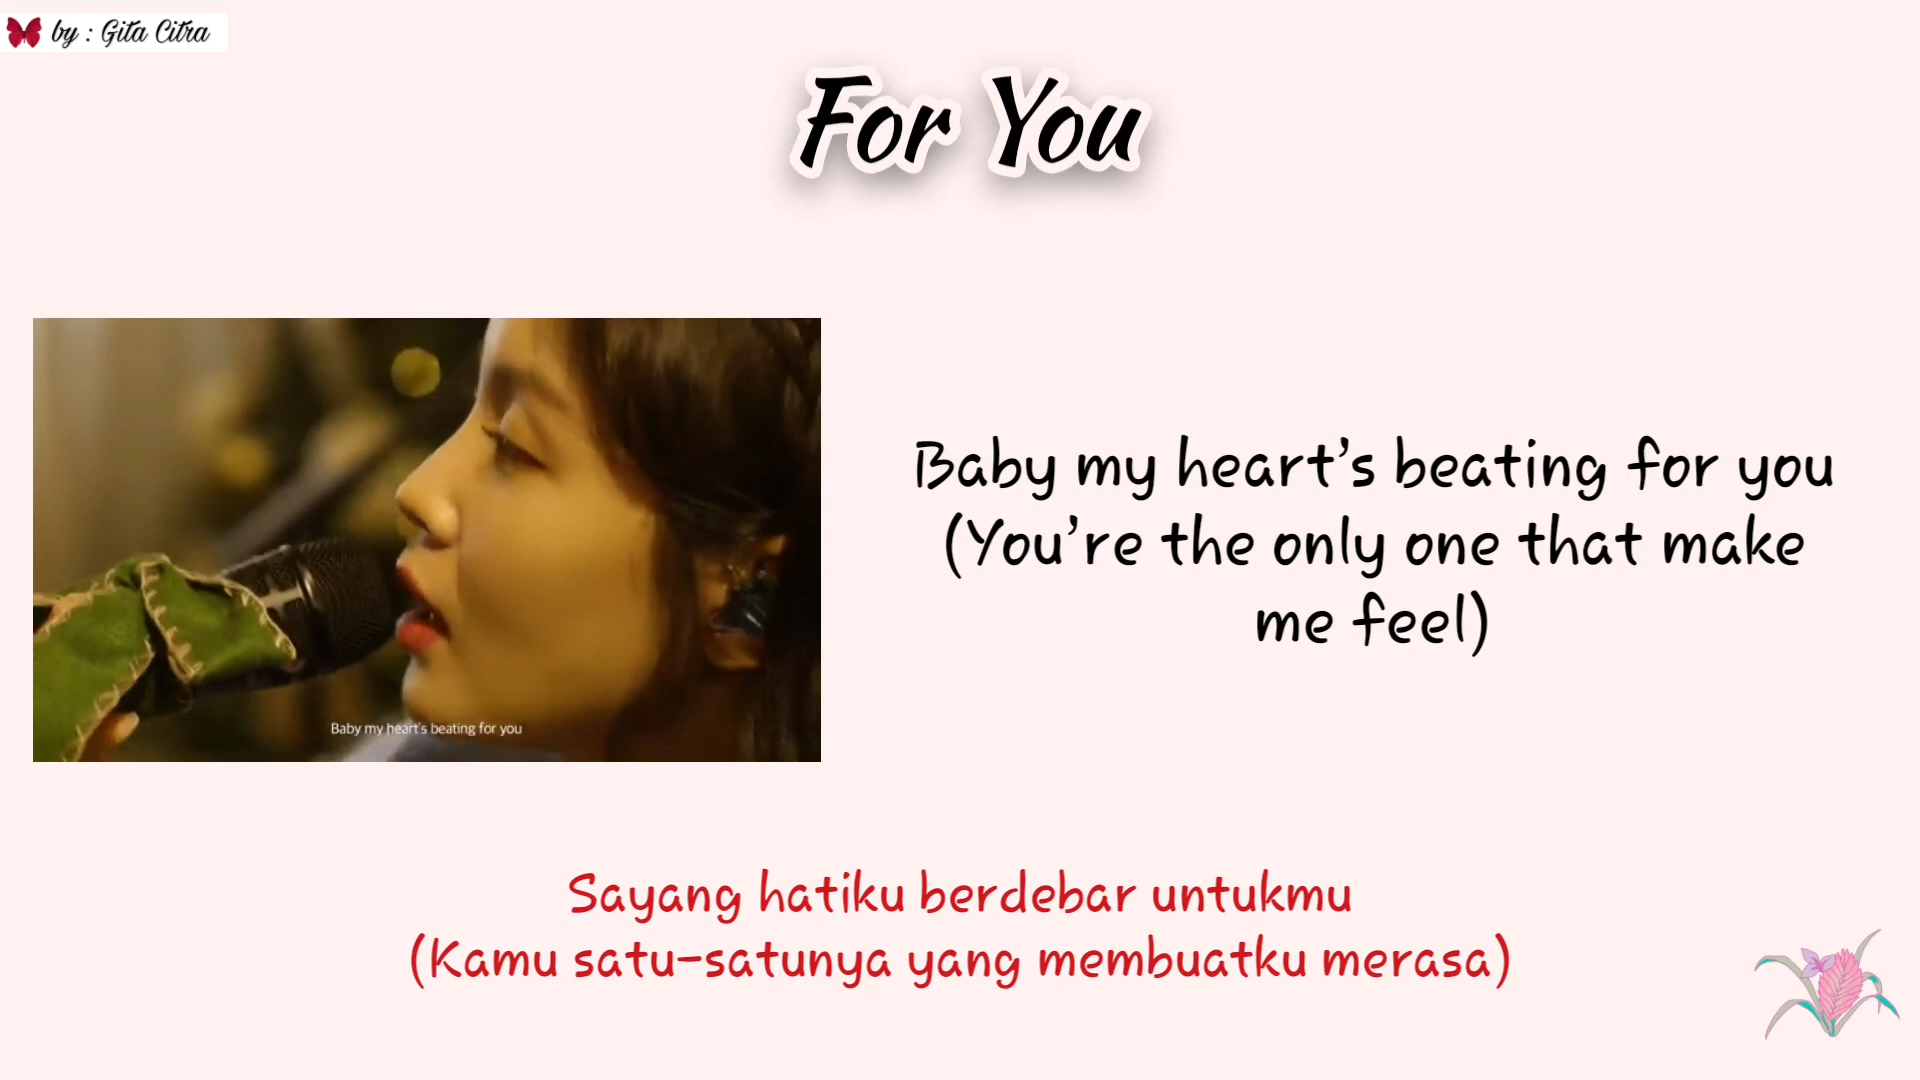 by : Gita Citra
For You
Baby my heart's beating for you
Baby my heart’s beating for you
(You’re the only one that make
me feel)
Sayang hatiku berdebar untukmu
(Kamu satu-satunya yang membuatku merasa)